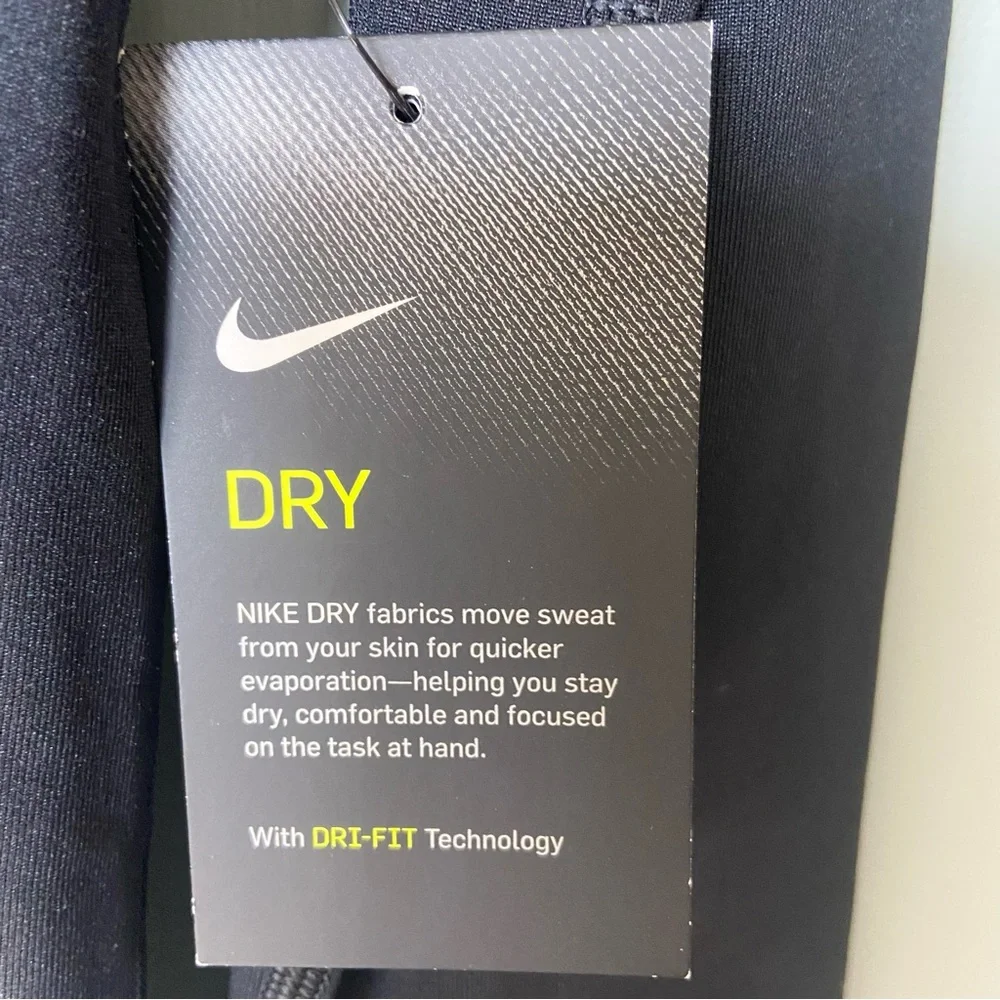 DRY
NIKE DRY fabrics move sweat
from your skin for quicker
evaporation—helping you stay
dry, comfortable and focused
on the task at hand.
With DRI-FIT Technology